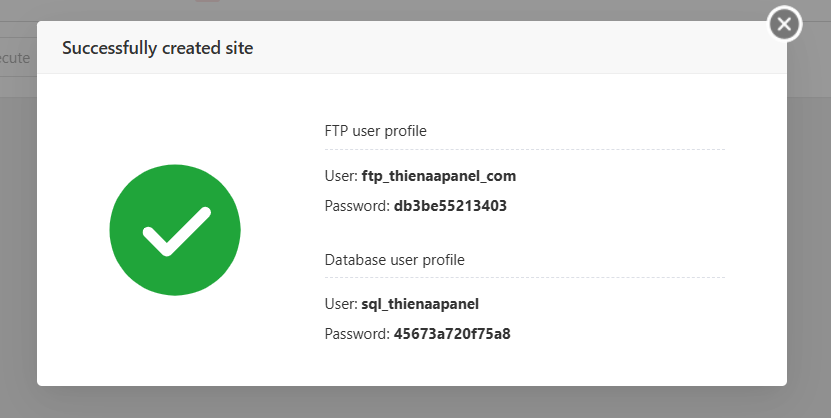 Successfully created site
ecute
FTP user profile
User: ftp_thienaapanel_com
Password: db3be55213403
Database user profile
User: sql_thienaapanel
Password: 45673a720f75a8